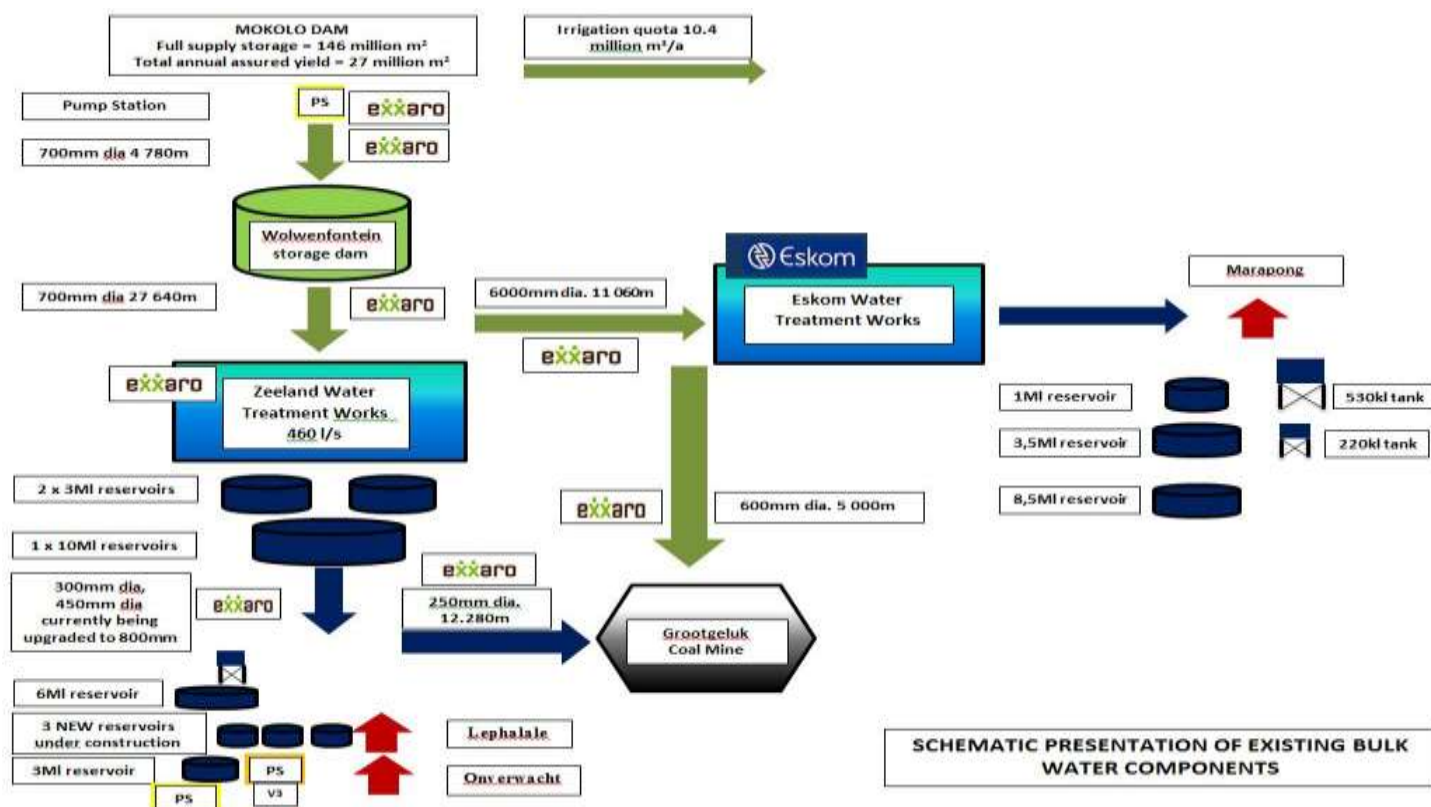 MOKOLO DAM
Full supply storage = 146 million m²
Total annual assured yield = 27 million m²
Irrigation quota 10.4
million m³/a
Pump Station
PS
exxaro
exxaro
700mm dia 4 780m
Wolwenfontein
storage dam
700mm dia 27 640m
exxaro
6000mm dia. 11 060m
exxaro
Eskom
Eskom Water
Treatment Works
Marapong
exxaro
Zeeland Water
Treatment Works
460 l/s
1Ml reservoir
530kl tank
3,5Ml reservoir
220kl tank
8,5Ml reservoir
2 x 3Ml reservoirs
exxaro
600mm dia. 5 000m
1 x 10Ml reservoirs
300mm dia,
450mm dia
currently being
upgraded to 800mm
exxaro
exxaro
250mm dia.
12.280m
Grootgeluk
Coal Mine
6Ml reservoir
3 NEW reservoirs
under construction
Lephalale
3Ml reservoir
PS
V3
Onverwacht
PS
SCHEMATIC PRESENTATION OF EXISTING BULK
WATER COMPONENTS